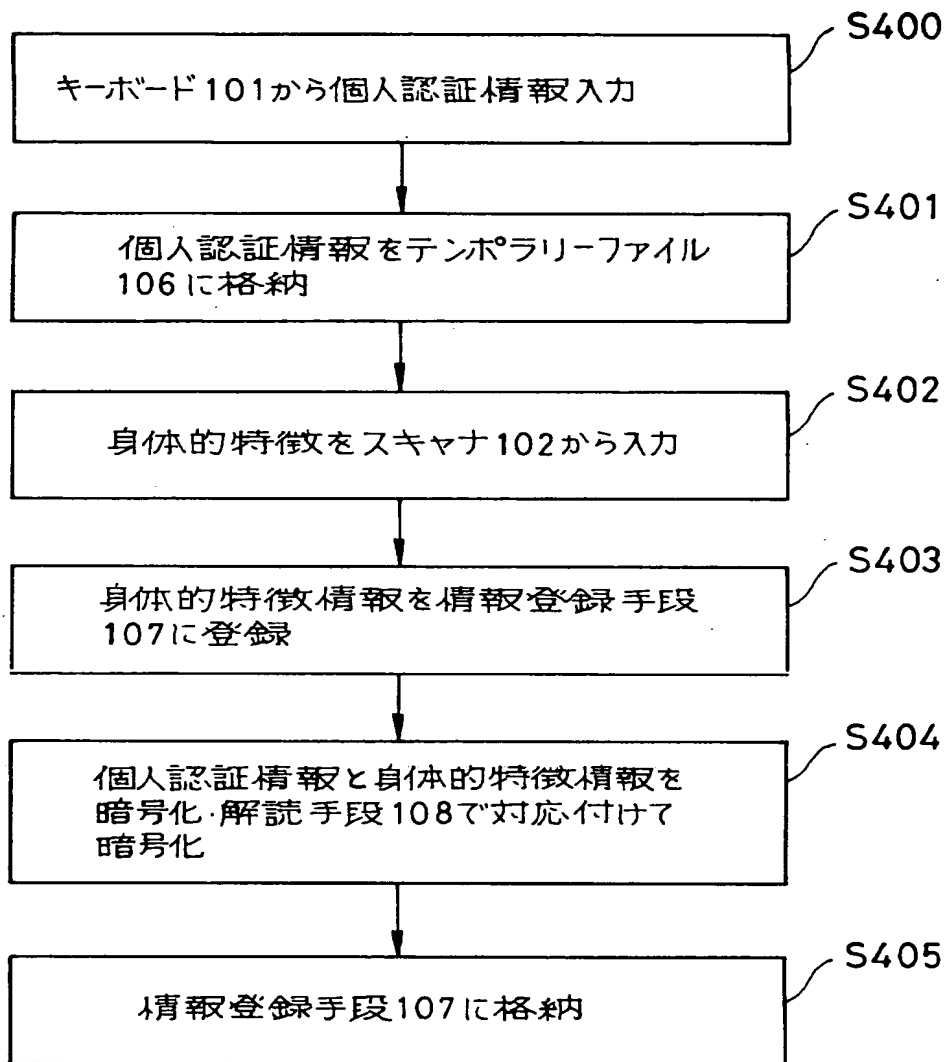 S400
キーボード101から個人認証情報入力
S401
個人認証情報をテンポラリーファイル
106に格納
S402
身体的特徴をスキャナ102から入力
S403
身体的特徴情報を情報登録手段
107に登録
S404
個人認証情報と身体的特徴情報を
暗号化・解読手段108で対応付けて
暗号化
S405
情報登録手段107に格納